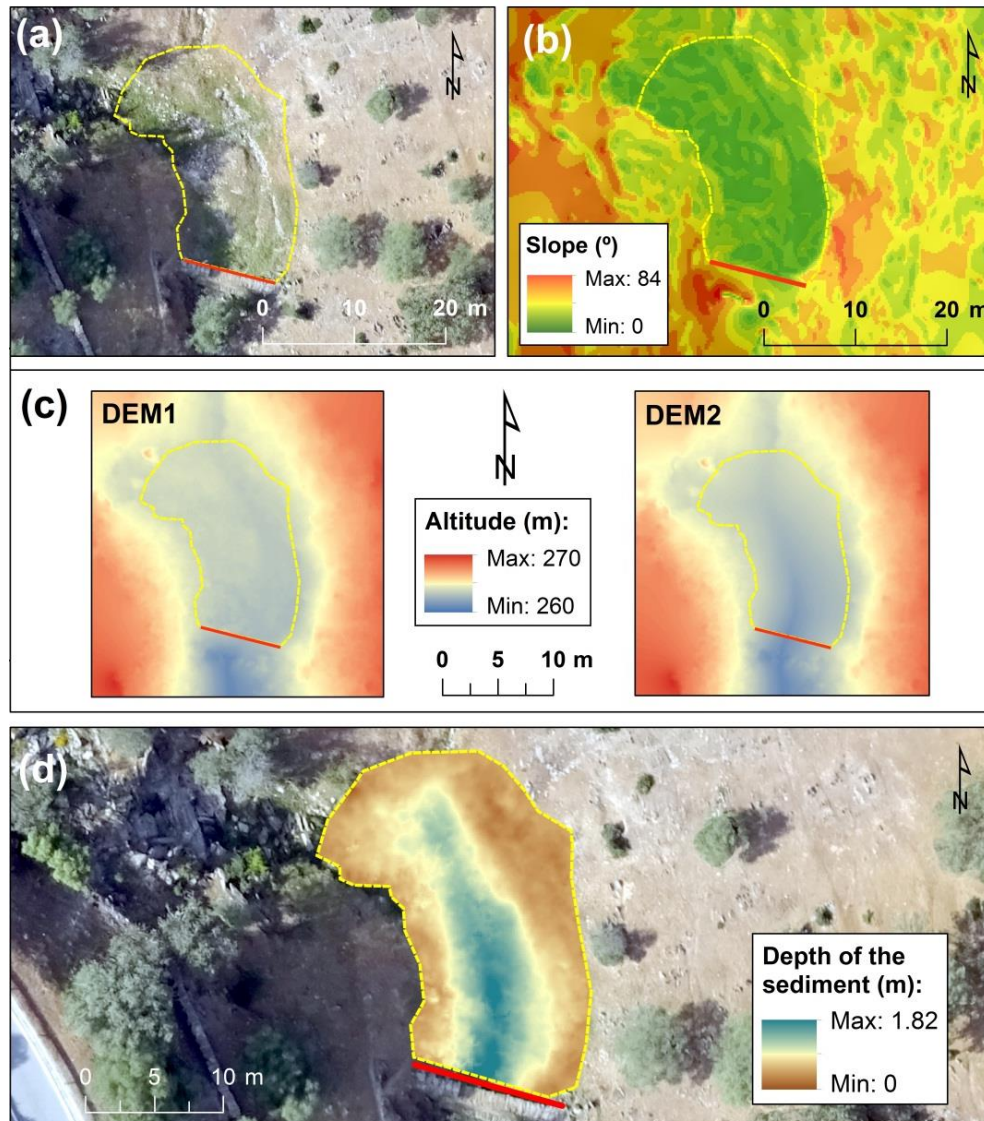 (a)
N
0 10 20 m
(b)
N
Slope (º)
Max: 84
Min: 0
0 10 20 m
(c)
DEM1
N
Altitude (m):
Max: 270
Min: 260
0 5 10 m
DEM2
(d)
N
0 5 10 m
Depth of the
sediment (m):
Max: 1.82
Min: 0